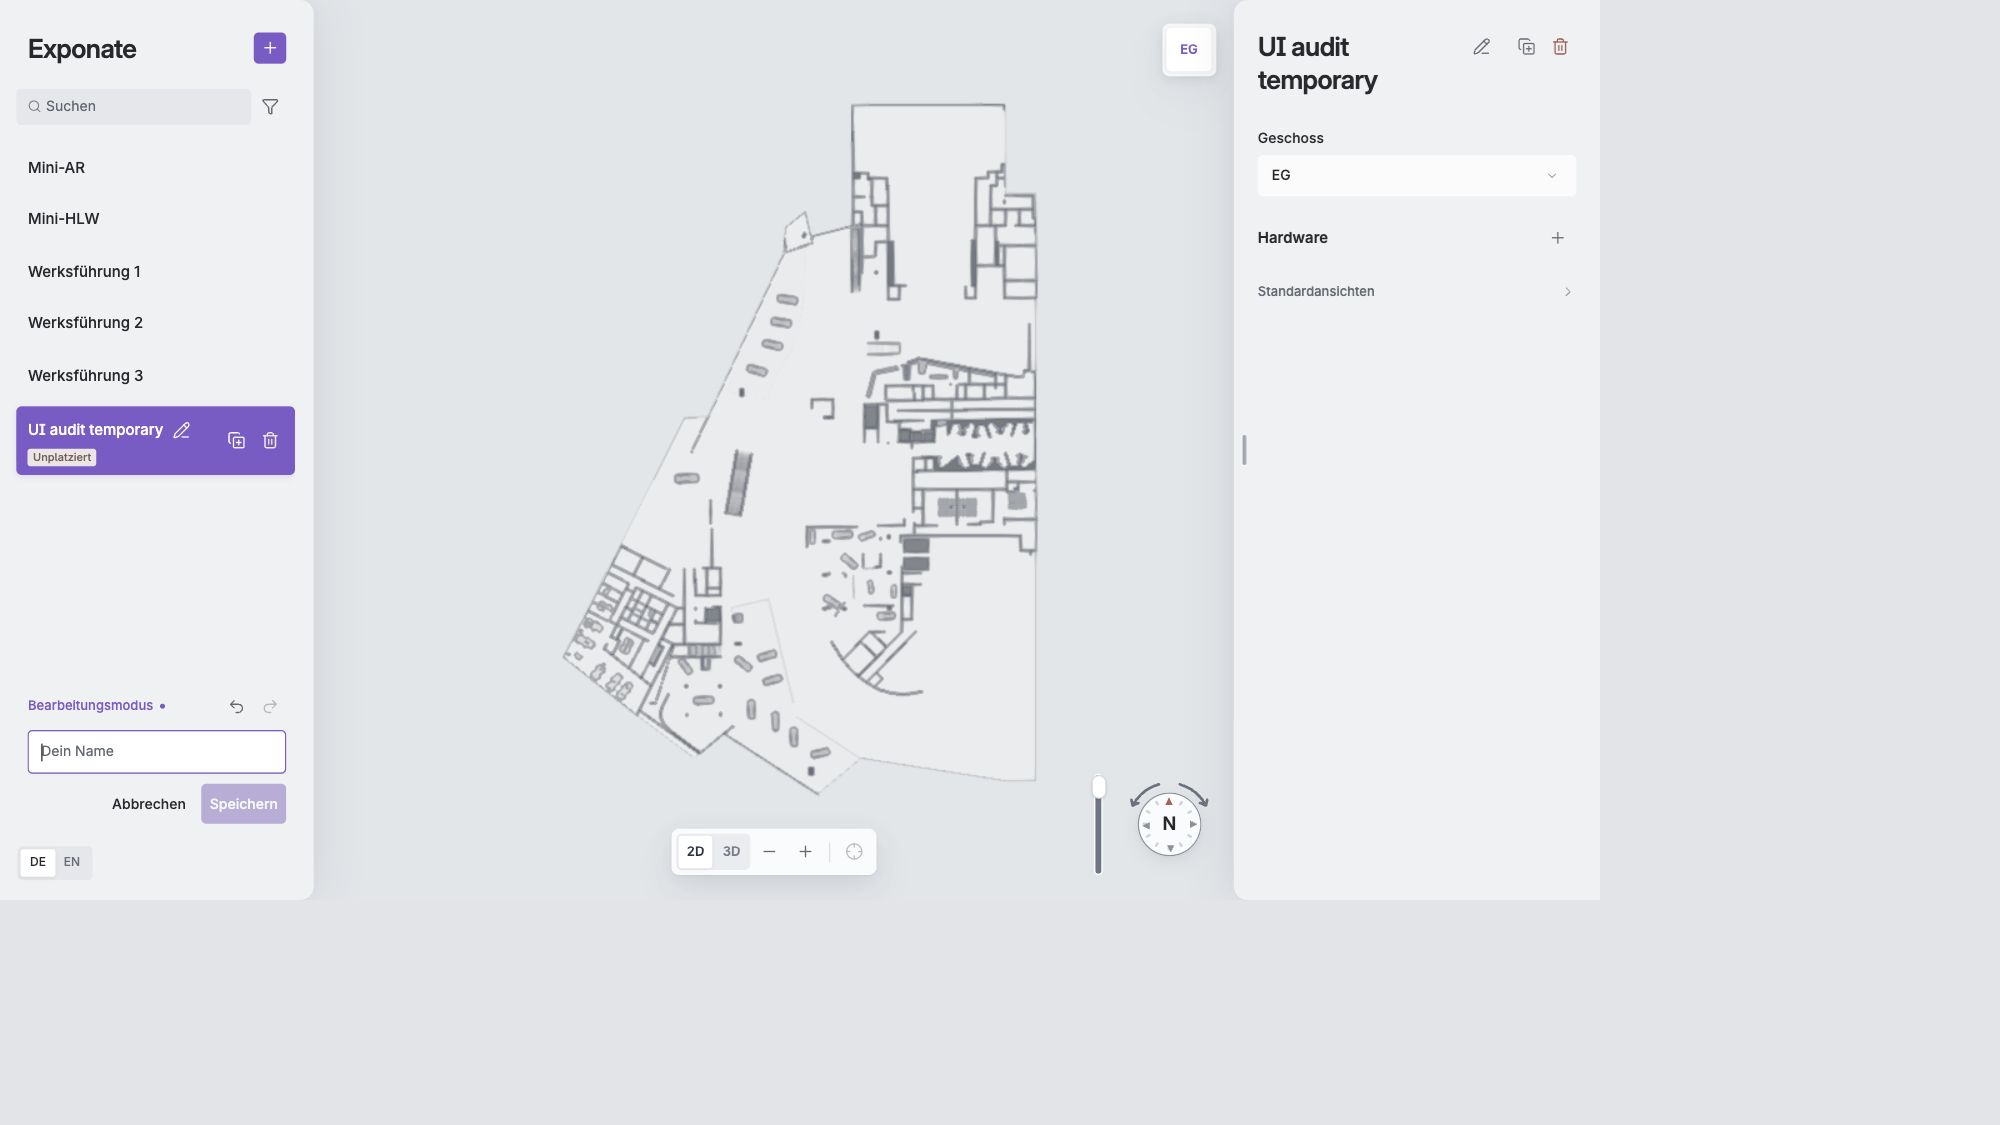 Exponate
Suchen
Mini-AR
Mini-HLW
Werksführung 1
Werksführung 2
Werksführung 3
UI audit temporary
Unplatziert
Bearbeitungsmodus •
Dein Name
Abbrechen
Speichern
DE EN
EG
2D 3D
N
UI audit
temporary
Geschoss
EG
Hardware
Standardansichten